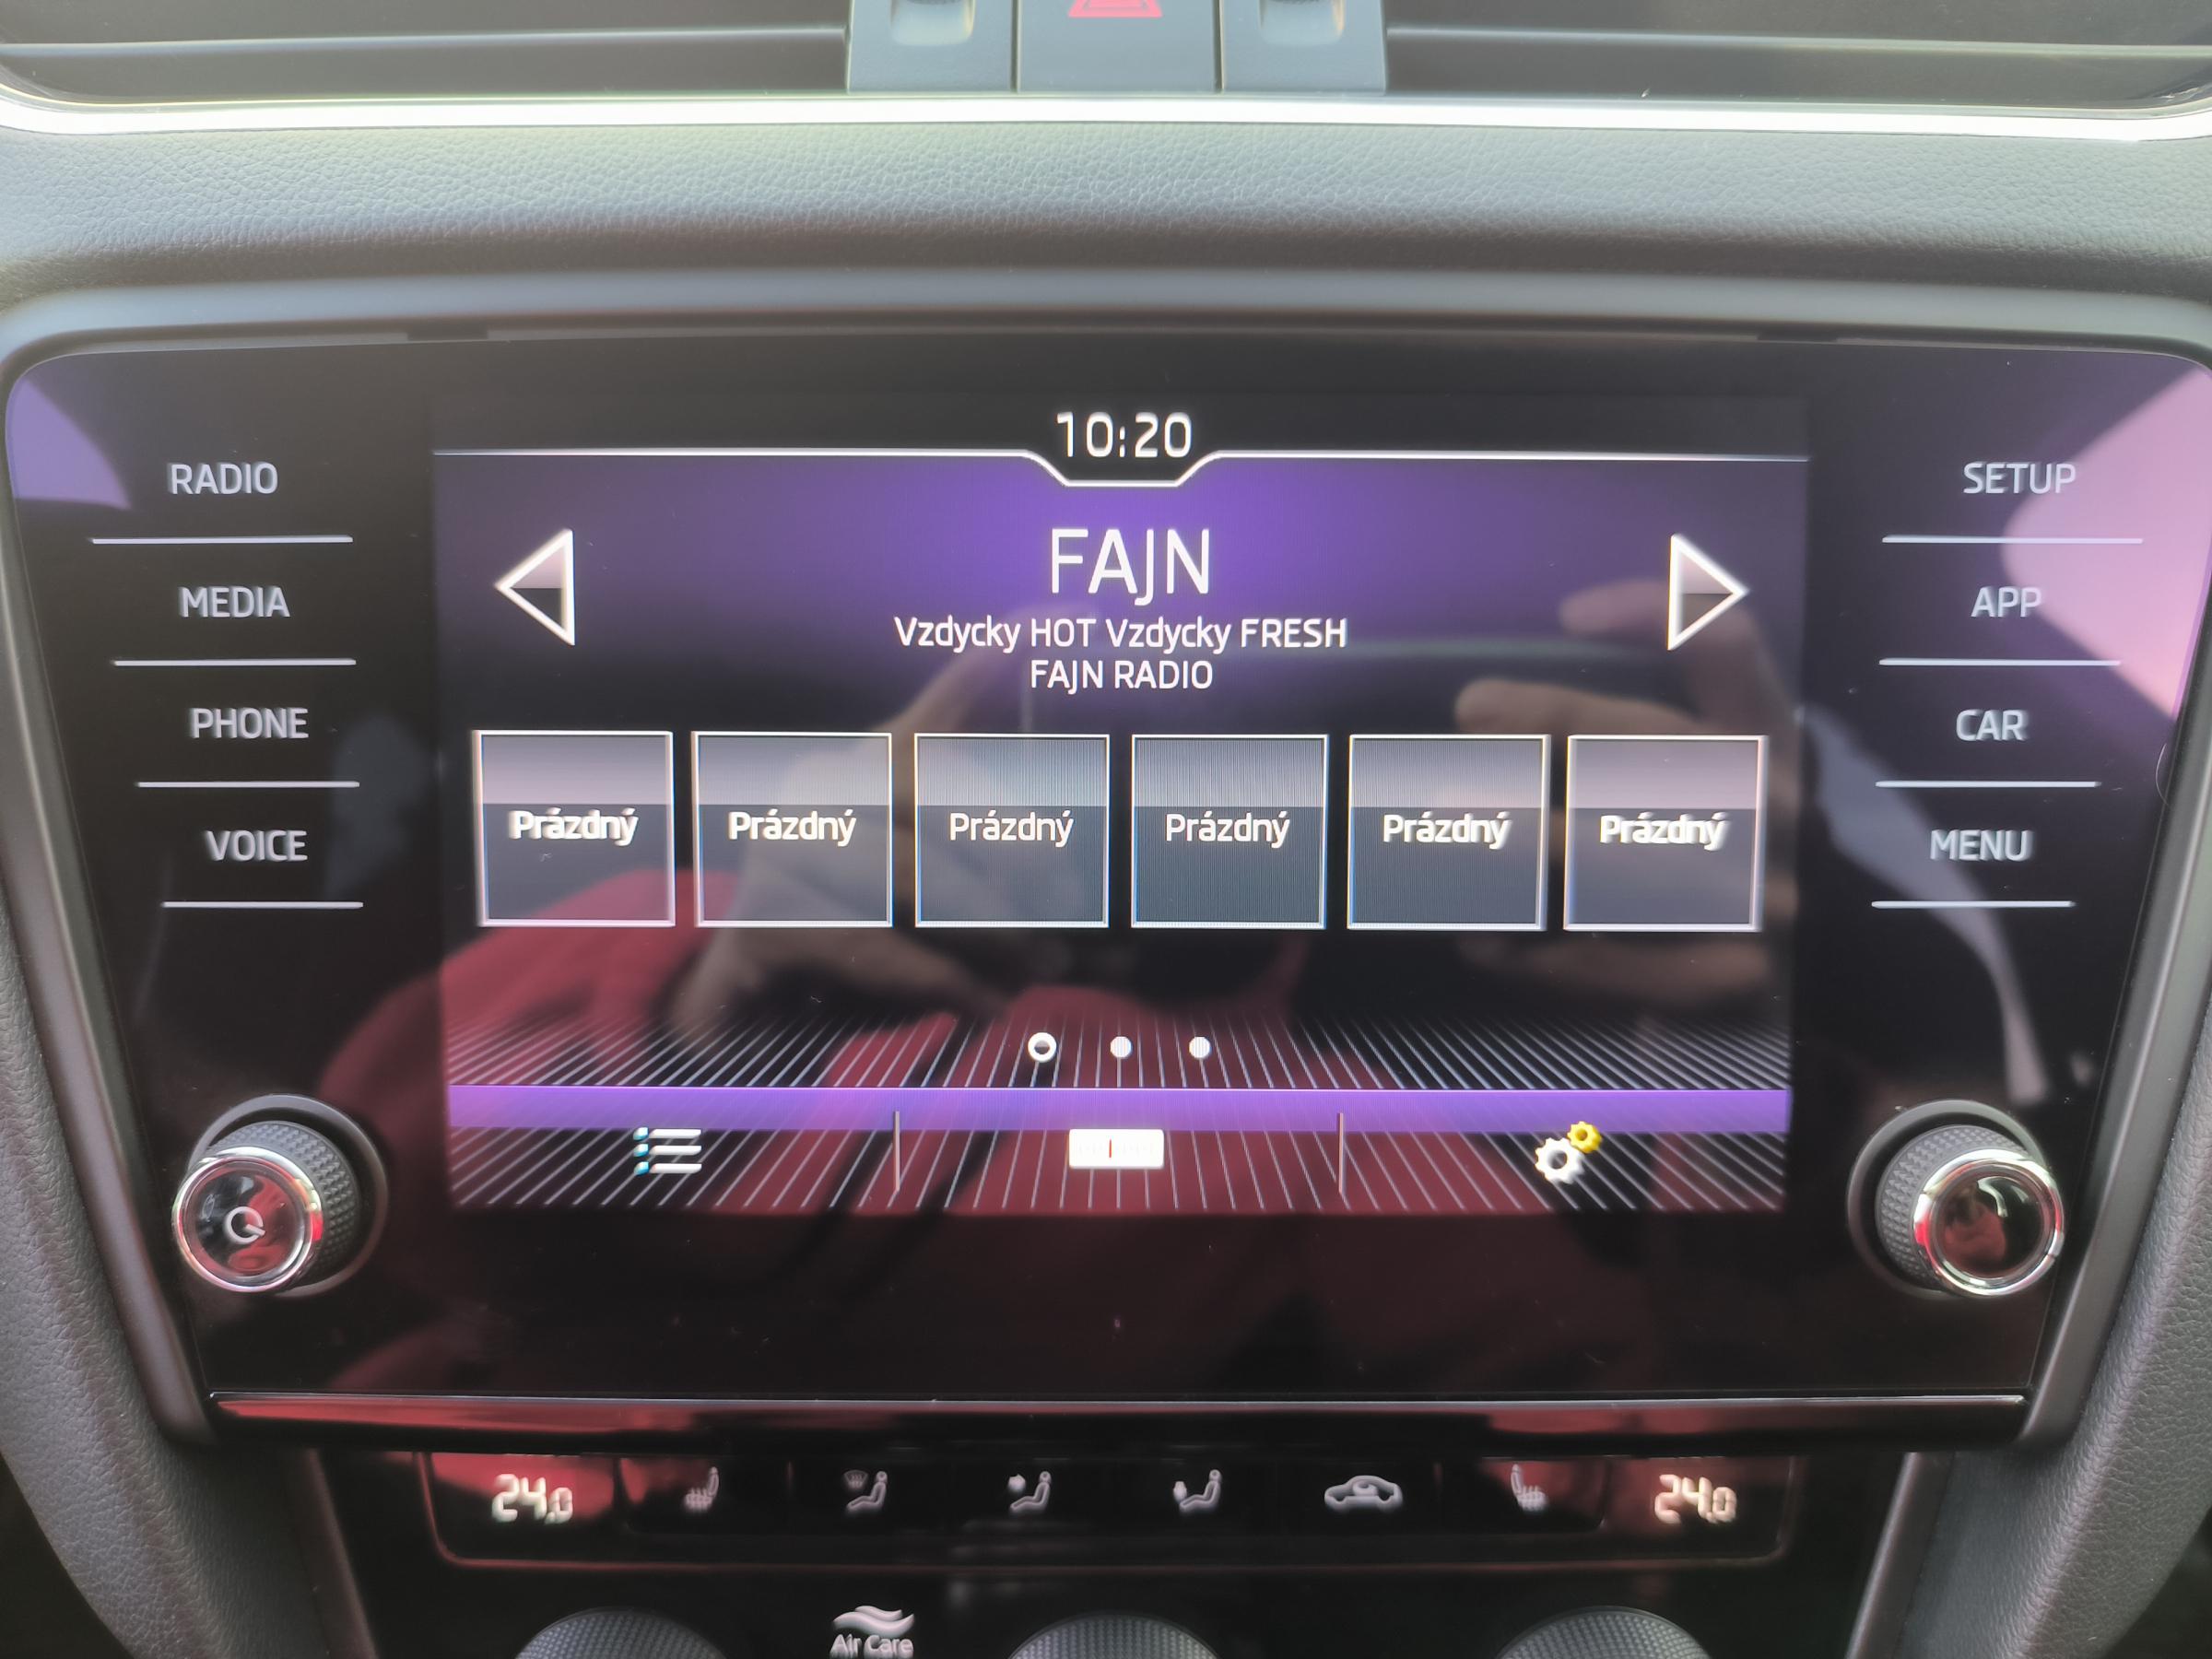 10:20
RADIO
MEDIA
PHONE
VOICE
FAJN
Vzdycky HOT Vzdycky FRESH
FAJN RADIO
Prázdný Prázdný Prázdný Prázdný Prázdný Prázdný
SETUP
APP
CAR
MENU
24.0 24.0
Air Care